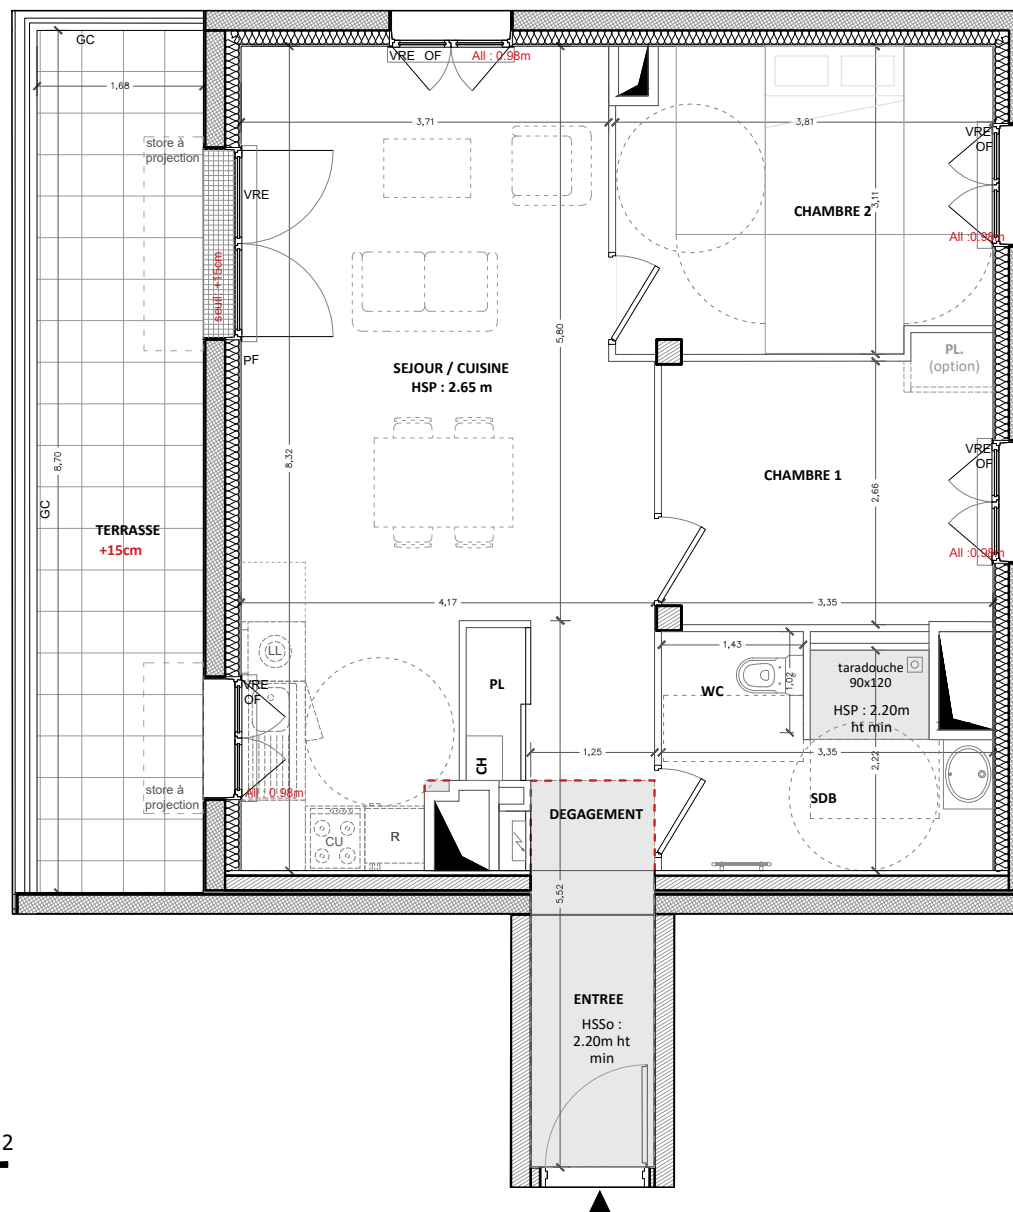 GC
VRE OF
All : 0.98m
1,68
3,71
3,81
VRE
OF
store à
projection
VRE
3,11
CHAMBRE 2
All :0.98m
seuil: +15cm
5,80
PF
PL.
(option)
SEJOUR / CUISINE
HSP : 2.65 m
8,70
8,32
VRE
OF
CHAMBRE 1
2,66
GC
TERRASSE
+15cm
All :0.98m
4,17
3,35
LL
1,43
taradouche
90x120
PL
WC
1,02
VRE
OF
HSP : 2.20m
ht min
CH
1,25
3,35
2,22
store à
projection
All : 0.98m
SDB
DEGAGEMENT
CU
R
5,52
ENTREE
HSSo :
2.20m ht
min
2